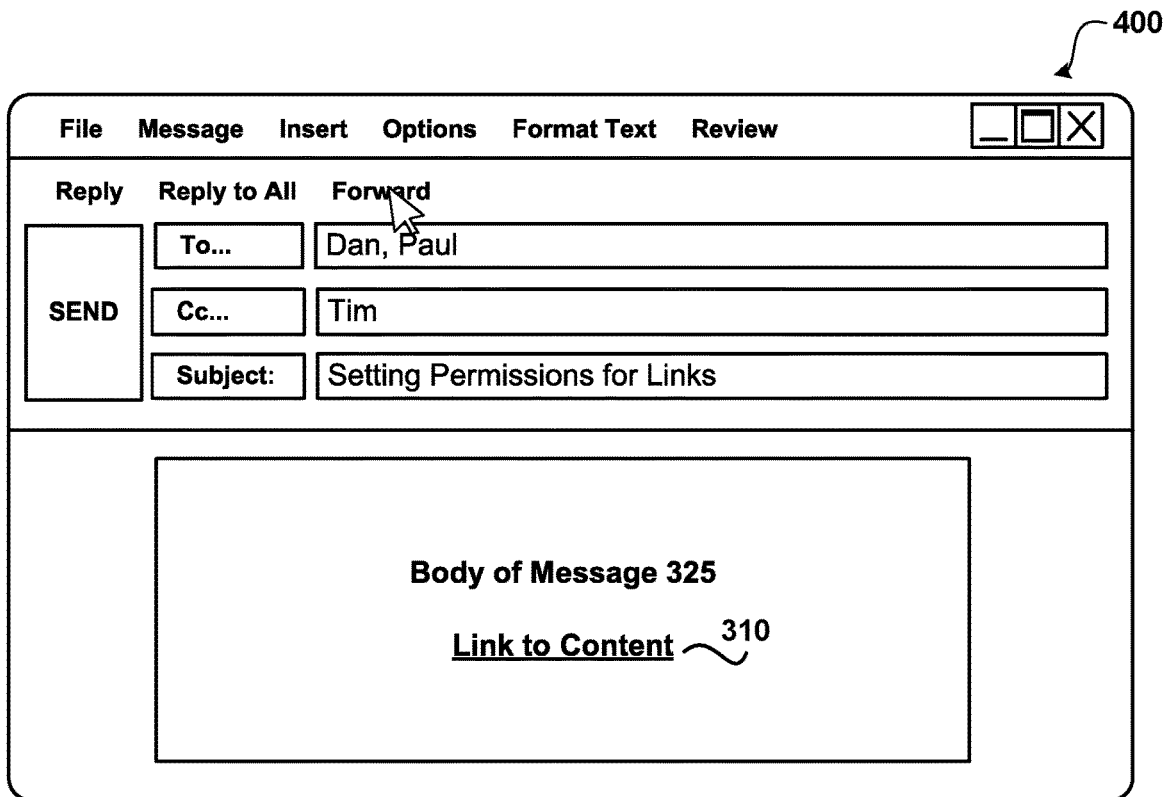 400
File Message Insert Options Format Text Review
Reply Reply to All Forward
To... Dan, Paul
SEND Cc... Tim
Subject: Setting Permissions for Links
Body of Message 325
Link to Content 310